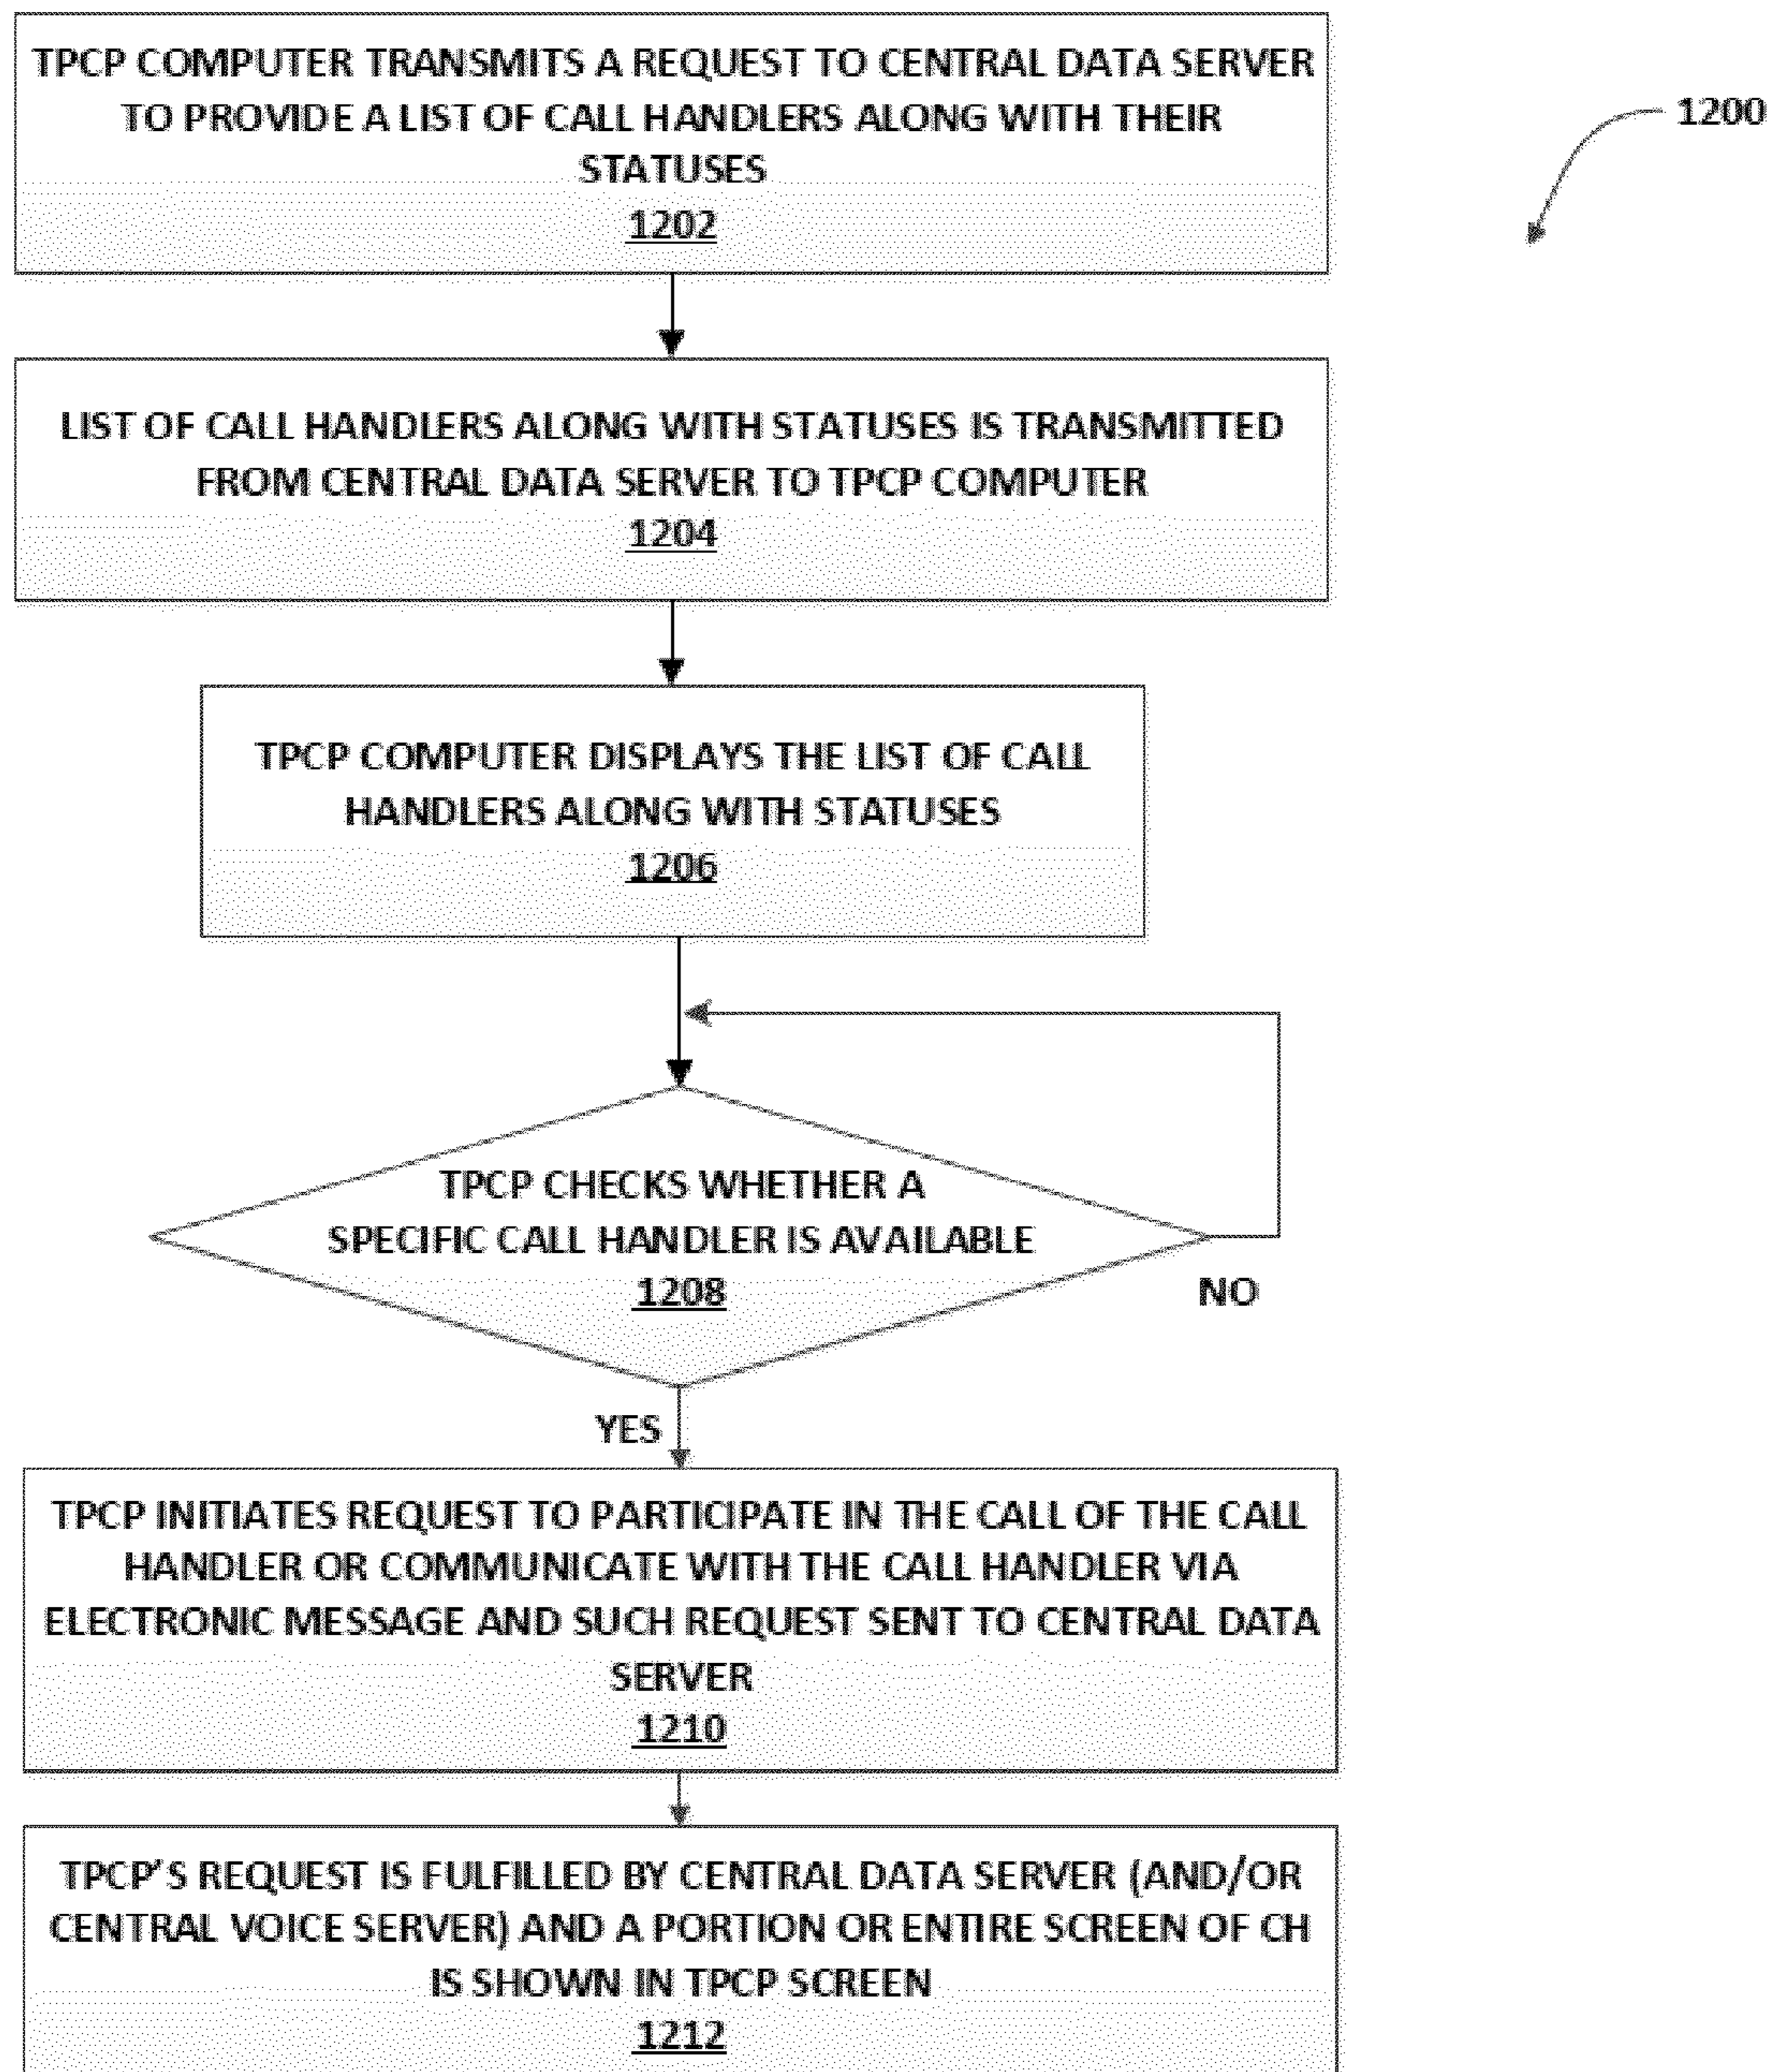 TPCP COMPUTER TRANSMITS A REQUEST TO CENTRAL DATA SERVER
TO PROVIDE A LIST OF CALL HANDLERS ALONG WITH THEIR
STATUSES
1202
1200
LIST OF CALL HANDLERS ALONG WITH STATUSES IS TRANSMITTED
FROM CENTRAL DATA SERVER TO TPCP COMPUTER
1204
TPCP COMPUTER DISPLAYS THE LIST OF CALL
HANDLERS ALONG WITH STATUSES
1206
TPCP CHECKS WHETHER A
SPECIFIC CALL HANDLER IS AVAILABLE
1208
NO
YES
TPCP INITIATES REQUEST TO PARTICIPATE IN THE CALL OF THE CALL
HANDLER OR COMMUNICATE WITH THE CALL HANDLER VIA
ELECTRONIC MESSAGE AND SUCH REQUEST SENT TO CENTRAL DATA
SERVER
1210
TPCP'S REQUEST IS FULFILLED BY CENTRAL DATA SERVER (AND/OR
CENTRAL VOICE SERVER) AND A PORTION OR ENTIRE SCREEN OF CH
IS SHOWN IN TPCP SCREEN
1212